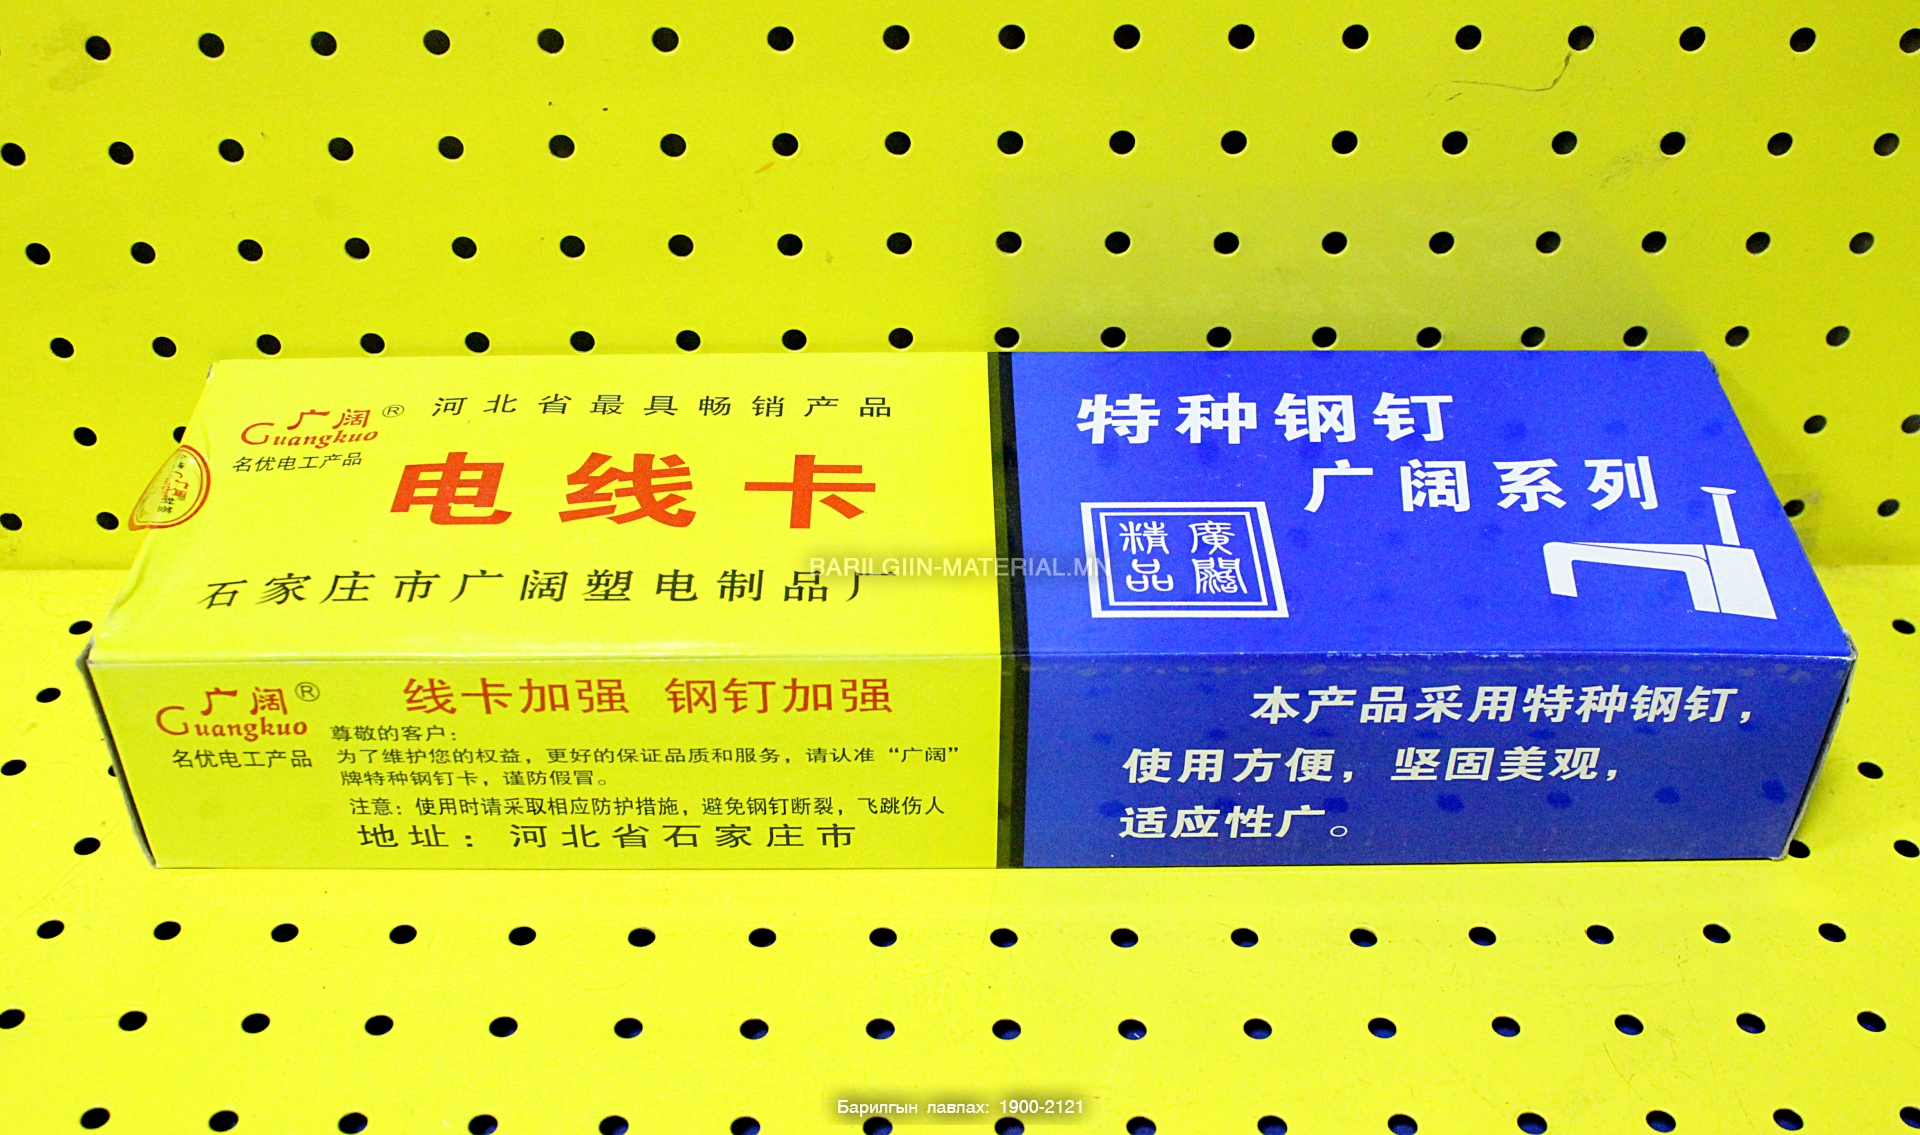 广阔® 河北省最具畅销产品
Guangkuo
名优电工产品
电线卡
石家庄市广阔塑电制品厂
特种钢钉
广阔系列
精 廣
品 闊
BARILGIIN-MATERIAL.MN
广阔®
Guangkuo
名优电工产品
线卡加强 钢钉加强
尊敬的客户:
为了维护您的权益，更好的保证品质和服务，请认准“广阔”
牌特种钢钉卡，谨防假冒。
注意：使用时请采取相应防护措施，避免钢钉断裂，飞跳伤人
地址：河北省石家庄市
本产品采用特种钢钉，
使用方便，坚固美观，
适应性广。
Барилгын лавлах: 1900-2121